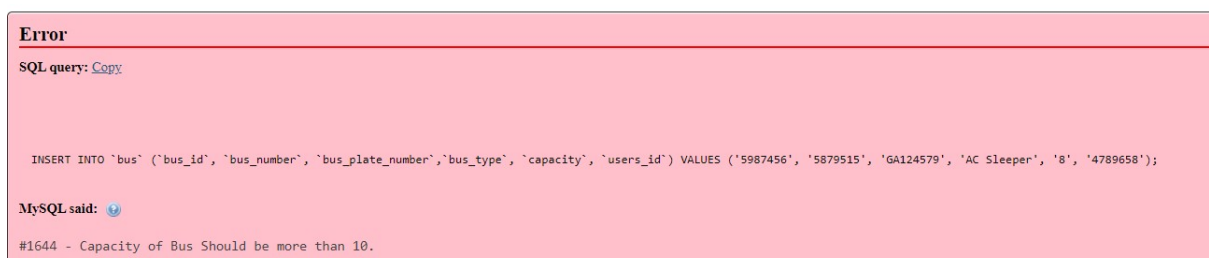 Error
SQL query: Copy
INSERT INTO `bus` (`bus_id`, `bus_number`, `bus_plate_number`,`bus_type`, `capacity`, `users_id`) VALUES ('5987456', '5879515', 'GA124579', 'AC Sleeper', '8', '4789658');
MySQL said:
#1644 - Capacity of Bus Should be more than 10.